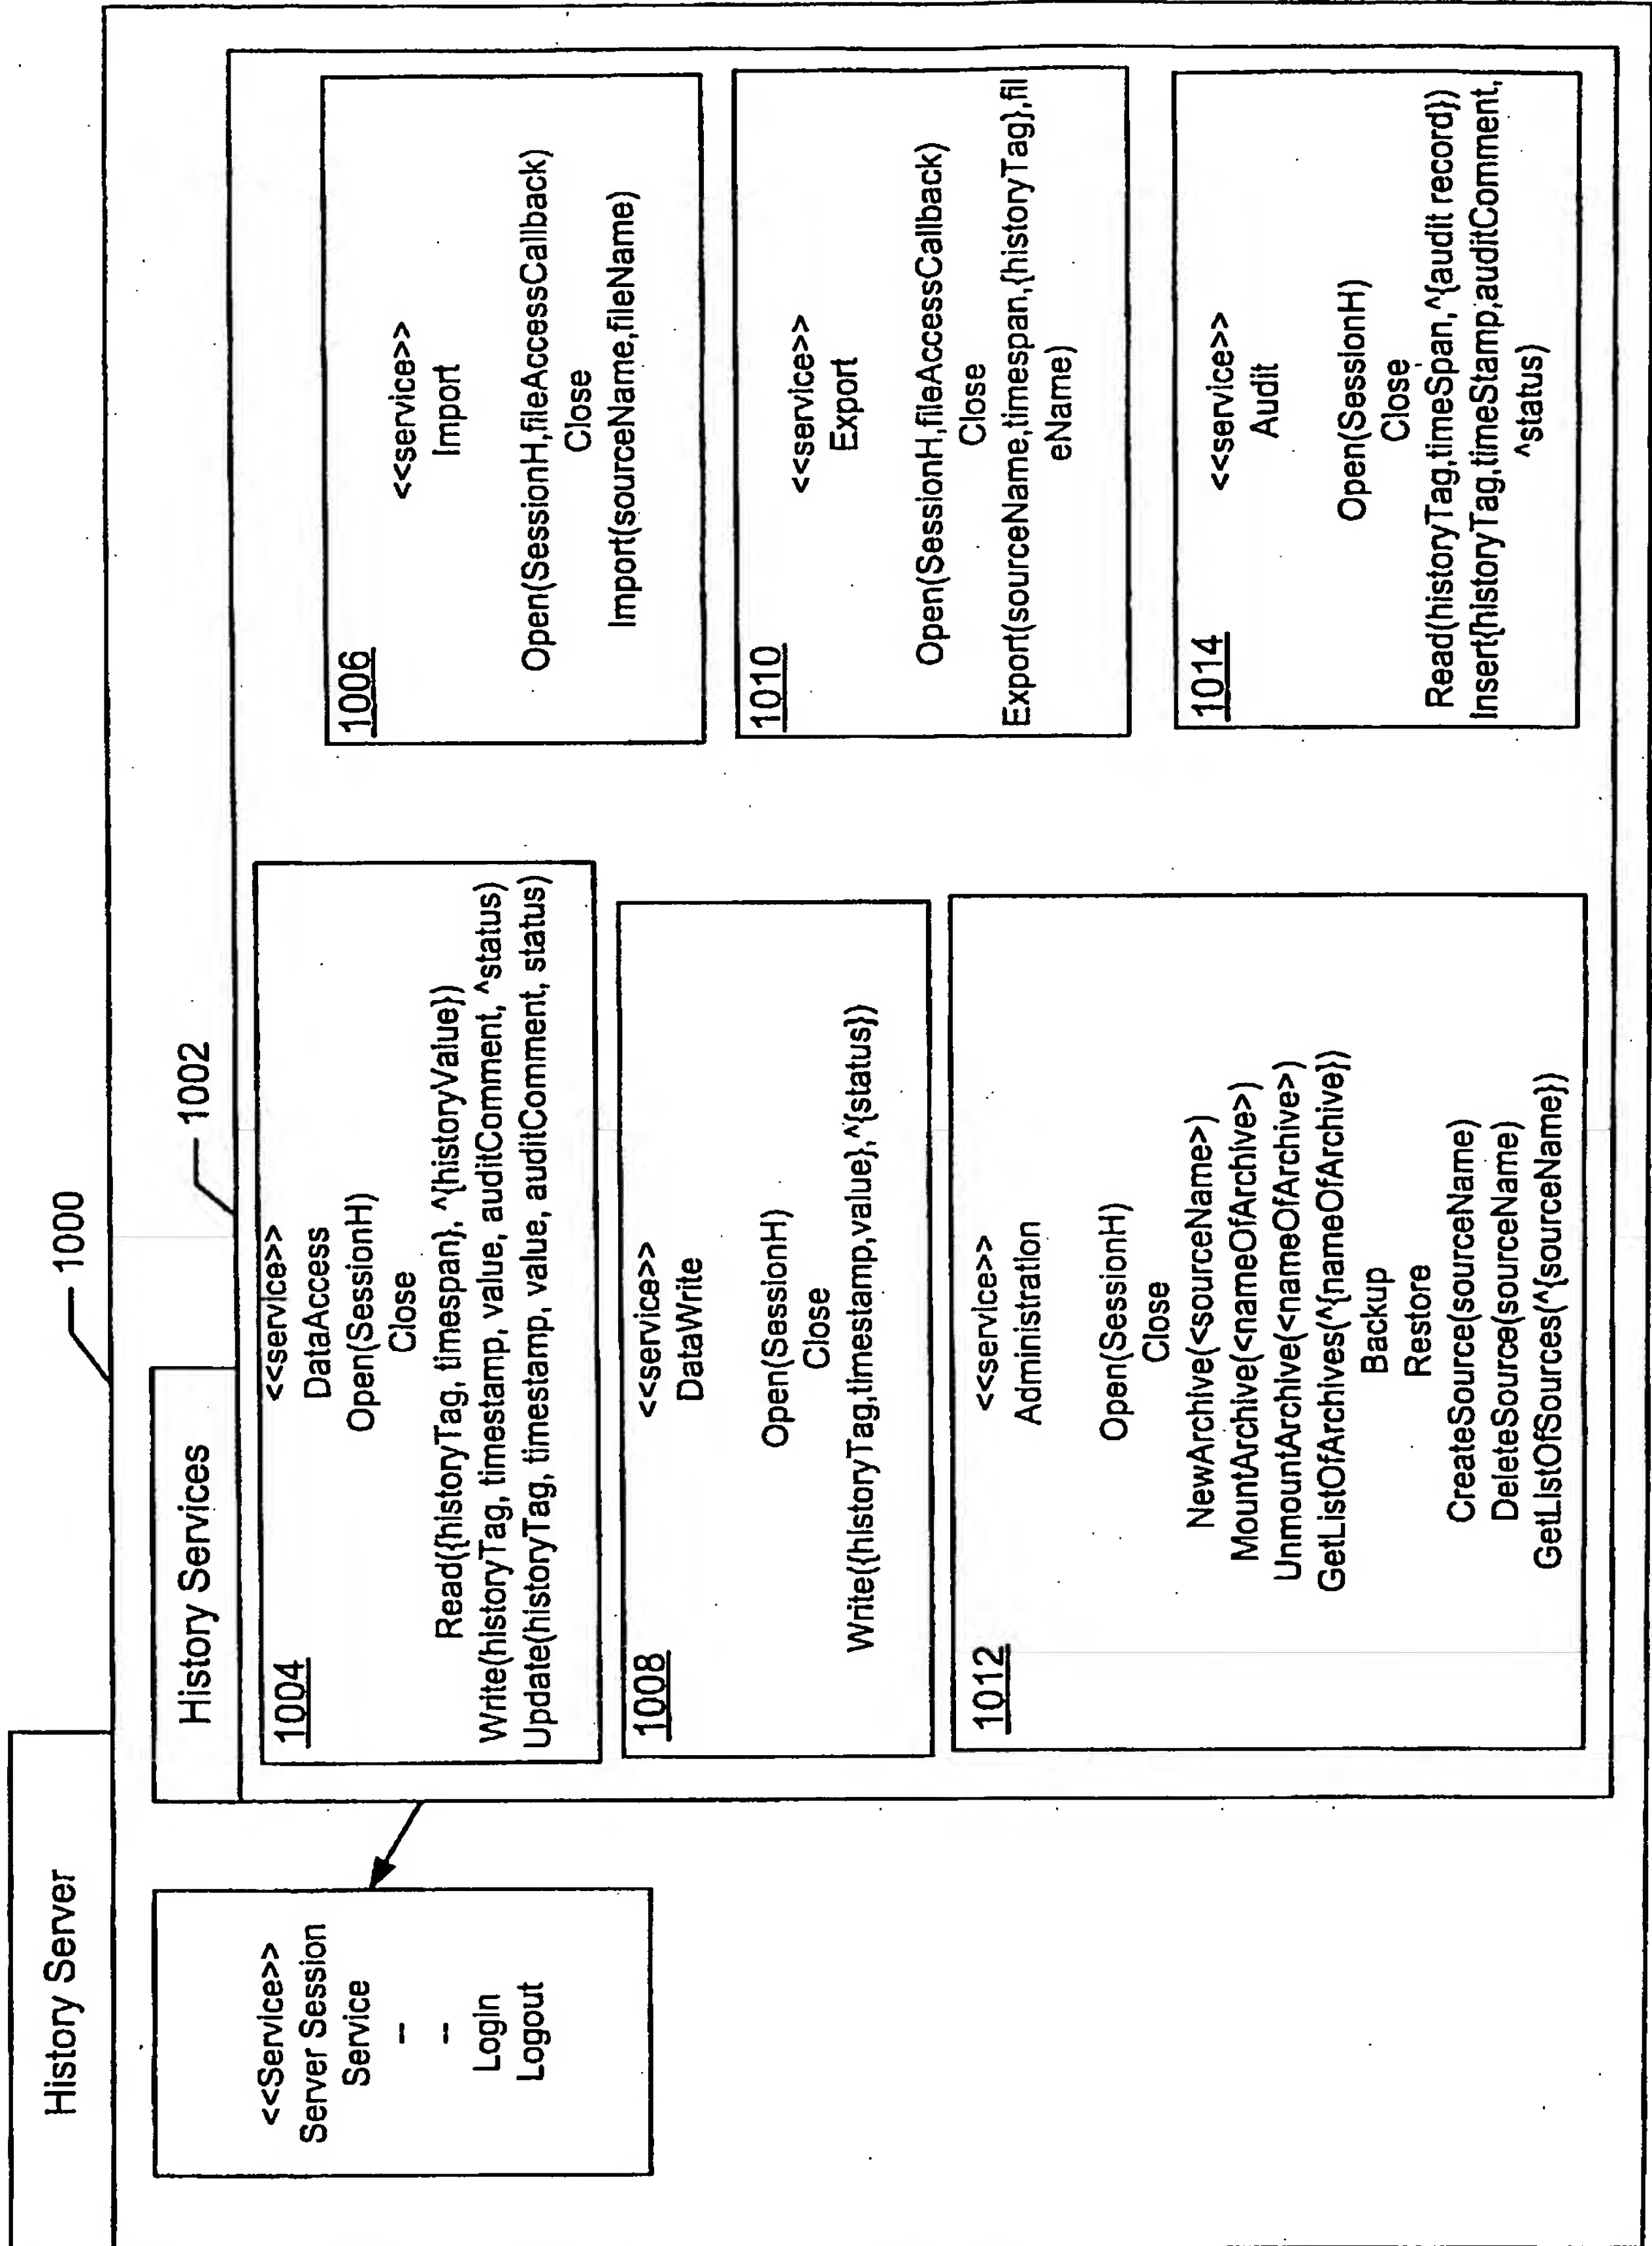 History Server
1000
<<Service>>
Server Session
Service
--
--
Login
Logout
History Services
1002
1004
<<service>>
DataAccess
Open(SessionH)
Close
Read({historyTag, timespan}, ^{historyValue})
Write(historyTag, timestamp, value, auditComment, ^status)
Update(historyTag, timestamp, value, auditComment, status)
1006
<<service>>
Import
Open(SessionH,fileAccessCallback)
Close
Import(sourceName,fileName)
1008
<<service>>
DataWrite
Open(SessionH)
Close
Write({historyTag,timestamp,value},^{status})
1010
<<service>>
Export
Open(SessionH,fileAccessCallback)
Close
Export(sourceName,timespan,{historyTag},fil
eName)
1012
<<service>>
Administration
Open(SessionH)
Close
NewArchive(<sourceName>)
MountArchive(<nameOfArchive>)
UnmountArchive(<nameOfArchive>)
GetListOfArchives(^{nameOfArchive})
Backup
Restore
CreateSource(sourceName)
DeleteSource(sourceName)
GetListOfSources(^{sourceName})
1014
<<service>>
Audit
Open(SessionH)
Close
Read(historyTag,timeSpan,^{audit record})
Insert{historyTag,timeStamp,auditComment,
^status)